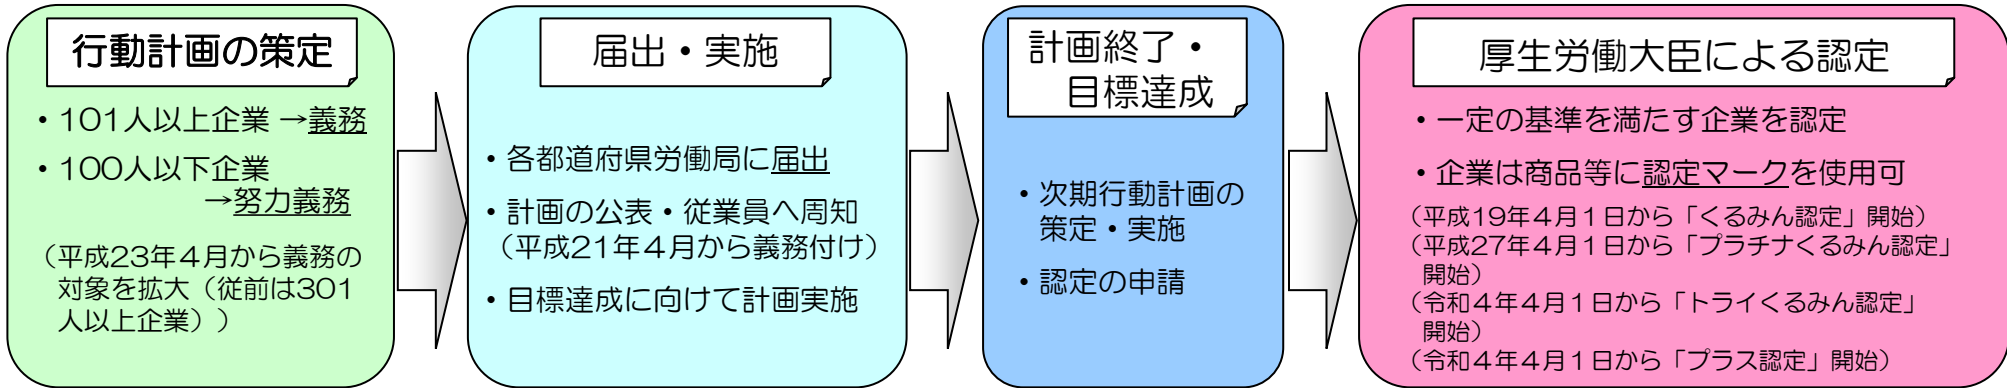 行動計画の策定
・101人以上企業 →義務
・100人以下企業
→努力義務
（平成23年４月から義務の
対象を拡大（従前は301
人以上企業））
届出・実施
・各都道府県労働局に届出
・計画の公表・従業員へ周知
（平成21年４月から義務付け）
・目標達成に向けて計画実施
計画終了・
目標達成
・次期行動計画の
策定・実施
・認定の申請
厚生労働大臣による認定
・一定の基準を満たす企業を認定
・企業は商品等に認定マークを使用可
（平成19年４月１日から「くるみん認定」開始）
（平成27年４月１日から「プラチナくるみん認定」
開始）
（令和４年４月１日から「トライくるみん認定」
開始）
（令和４年４月１日から「プラス認定」開始）